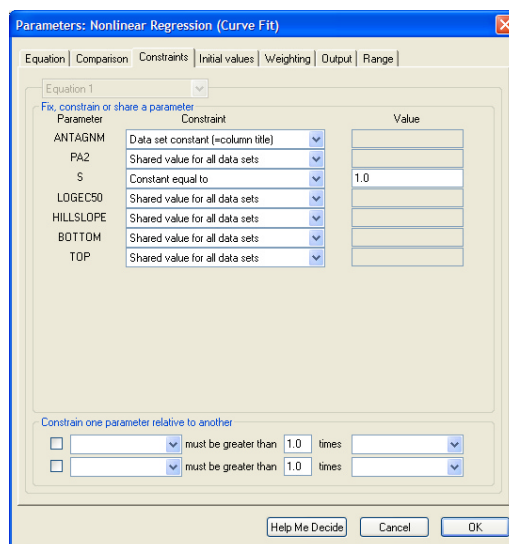 Parameters: Nonlinear Regression (Curve Fit)
Equation Comparison Constraints Initial values Weighting Output Range
Equation 1
Fix, constrain or share a parameter
Parameter Constraint Value
ANTAGNM Data set constant (=column title)
PA2 Shared value for all data sets
S Constant equal to 1.0
LOGEC50 Shared value for all data sets
HILLSLOPE Shared value for all data sets
BOTTOM Shared value for all data sets
TOP Shared value for all data sets
Constrain one parameter relative to another
must be greater than 1.0 times
must be greater than 1.0 times
Help Me Decide Cancel OK